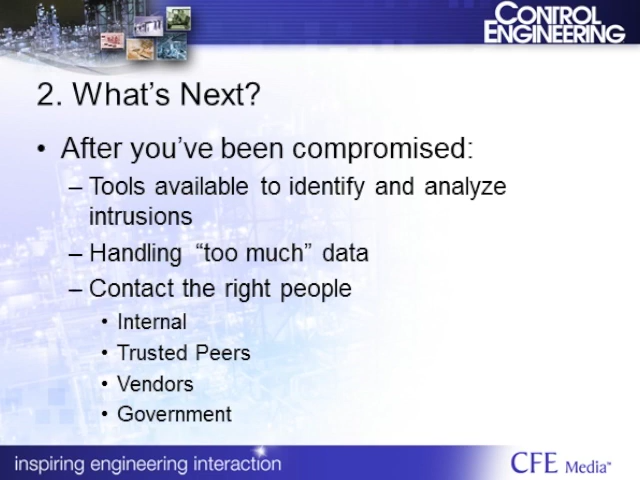 CONTROL
ENGINEERING
2. What's Next?
• After you've been compromised:
– Tools available to identify and analyze
intrusions
– Handling “too much” data
– Contact the right people
• Internal
• Trusted Peers
• Vendors
• Government
inspiring engineering interaction
CFE Media™